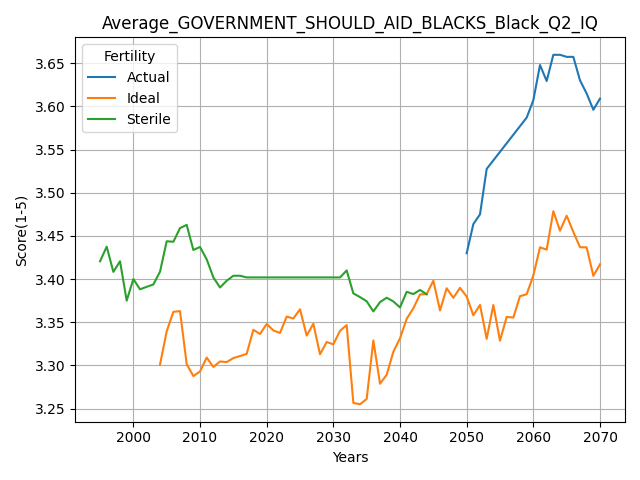 Average_GOVERNMENT_SHOULD_AID_BLACKS_Black_Q2_IQ
Fertility
Actual
Ideal
Sterile
Score(1-5)
3.65
3.60
3.55
3.50
3.45
3.40
3.35
3.30
3.25
2000 2010 2020 2030 2040 2050 2060 2070
Years